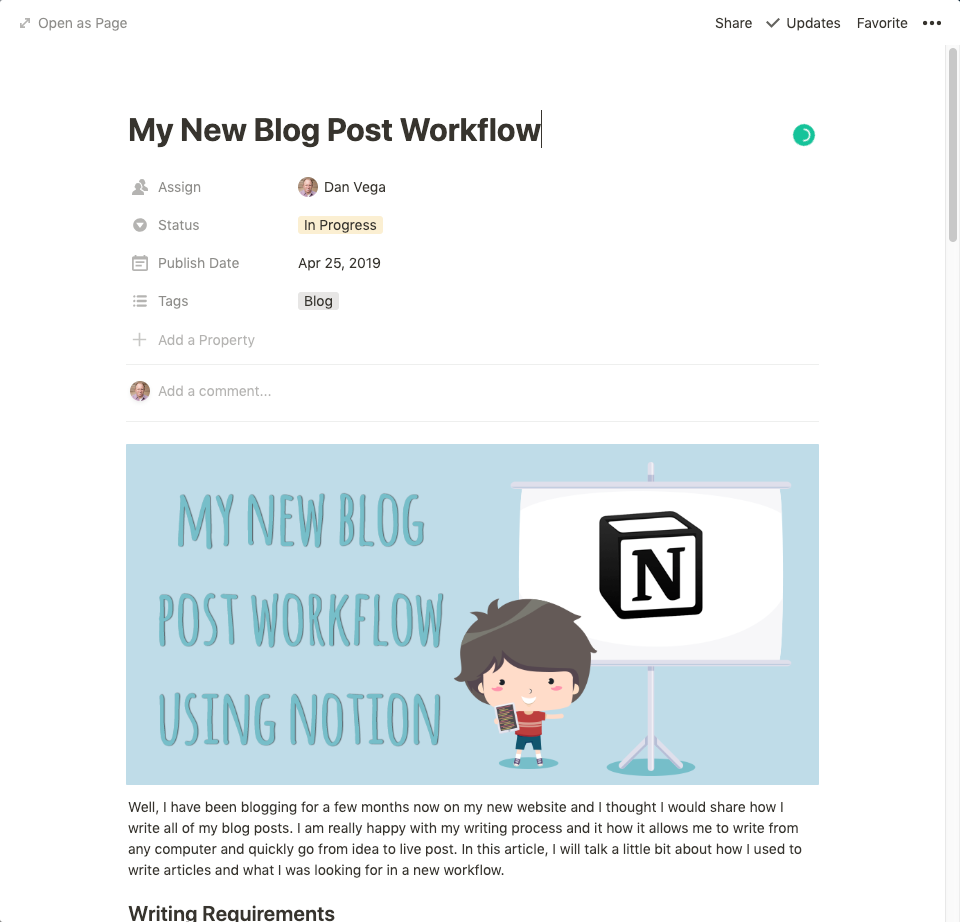 Open as Page
Share Updates Favorite
My New Blog Post Workflow
Assign Dan Vega
Status In Progress
Publish Date Apr 25, 2019
Tags Blog
Add a Property
Add a comment...
MY NEW BLOG
POST WORKFLOW
USING NOTION
N
Well, I have been blogging for a few months now on my new website and I thought I would share how I
write all of my blog posts. I am really happy with my writing process and it how it allows me to write from
any computer and quickly go from idea to live post. In this article, I will talk a little bit about how I used to
write articles and what I was looking for in a new workflow.
Writing Requirements